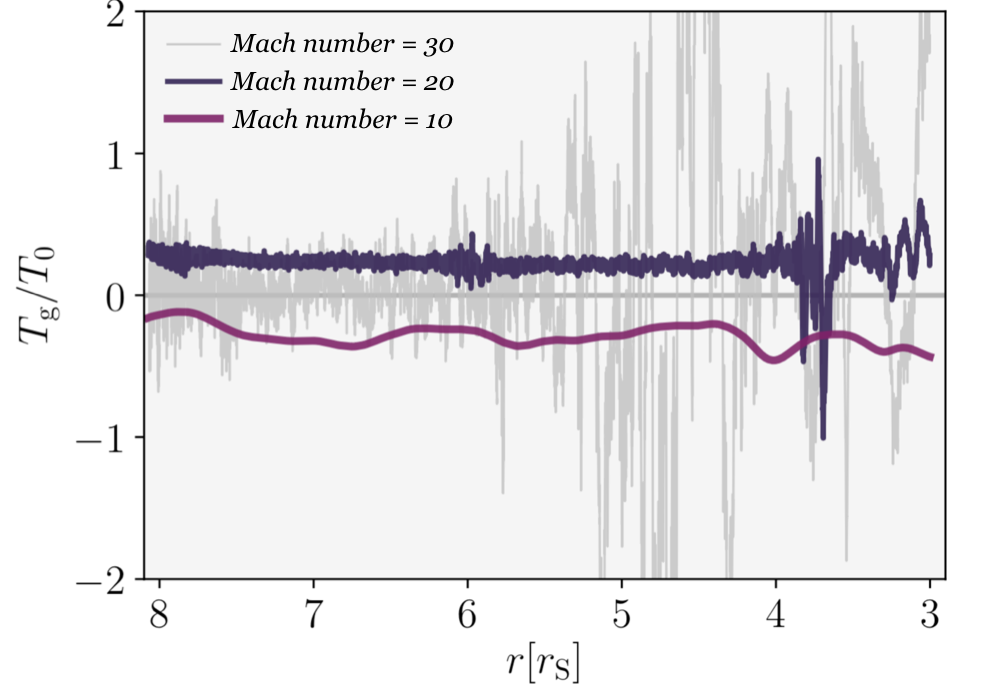 Mach number = 30
Mach number = 20
Mach number = 10
2
1
0
−1
−2
T_g/T_0
8 7 6 5 4 3
r[r_S]